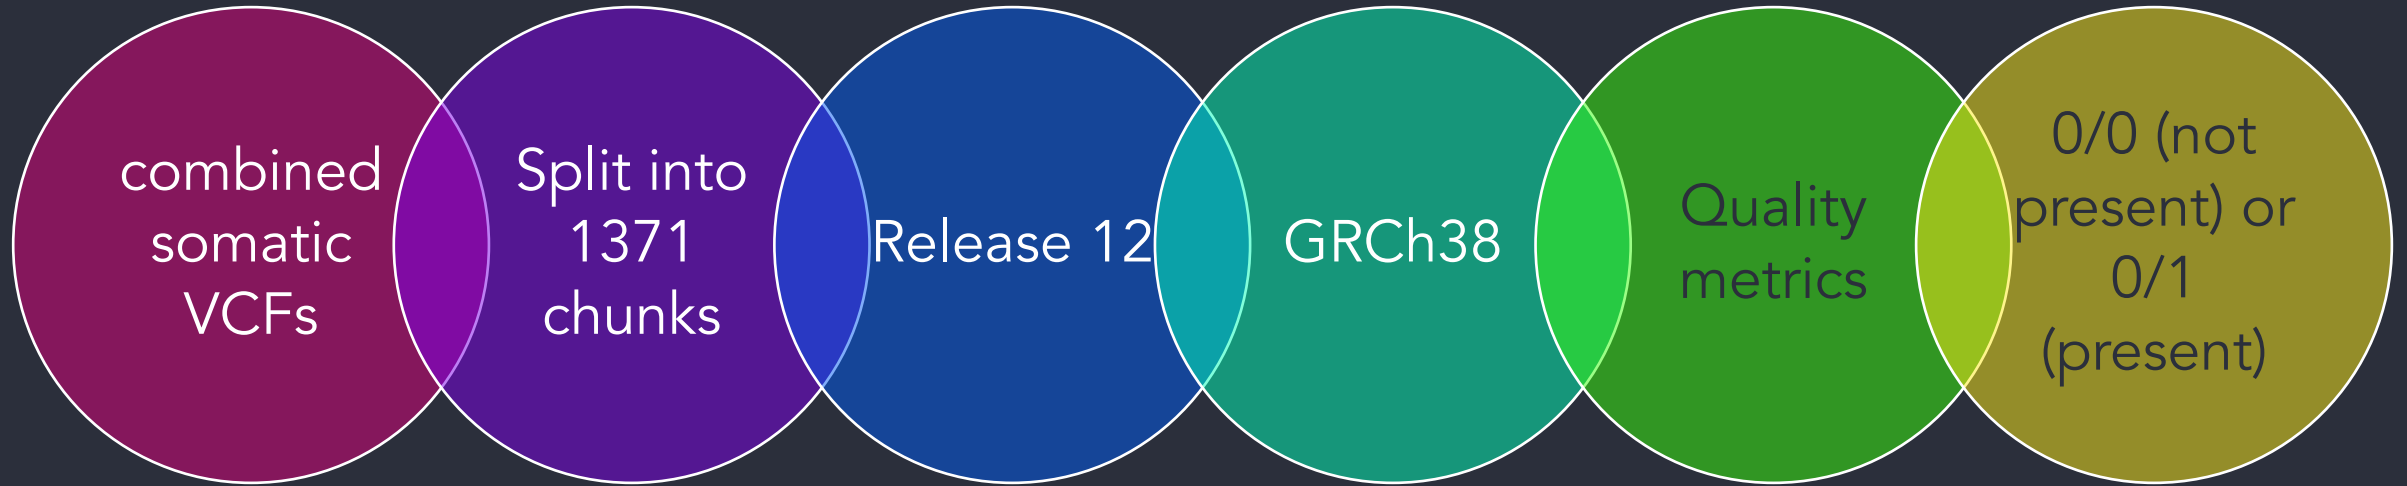 combined
somatic
VCFs
Split into
1371
chunks
Release 12
GRCh38
Quality
metrics
0/0 (not
present) or
0/1
(present)